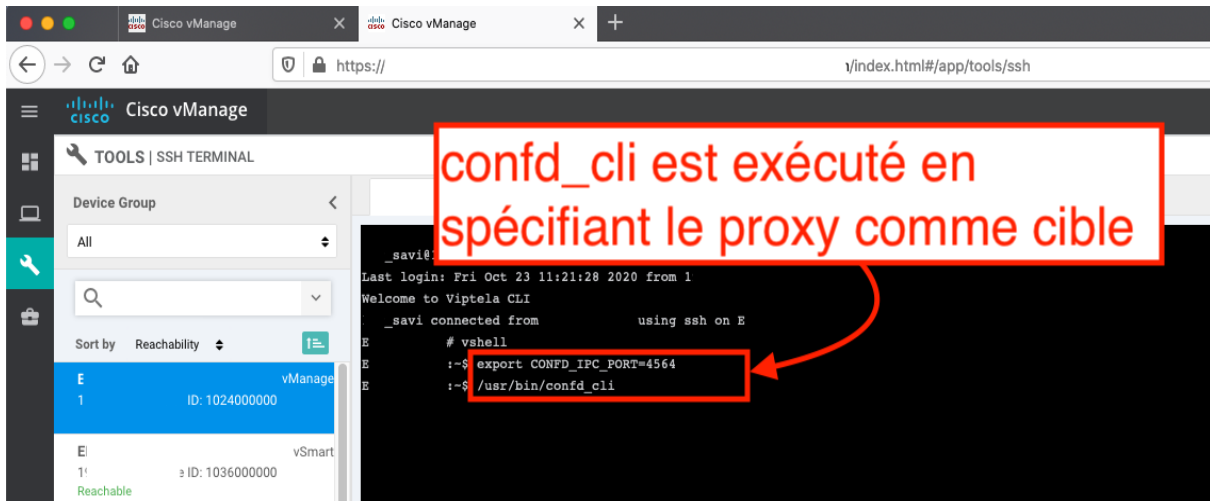 Cisco vManage
Cisco vManage
https://
/index.html#/app/tools/ssh
cisco Cisco vManage
TOOLS | SSH TERMINAL
confd_cli est exécuté en
spécifiant le proxy comme cible
Device Group
All
Sort by Reachability
E vManage
1 ID: 1024000000
E vSmart
19 ID: 1036000000
Reachable
_savi@
Last login: Fri Oct 23 11:21:28 2020 from 1
Welcome to Viptela CLI
_savi connected from using ssh on E
E # vshell
E :~$ export CONFD_IPC_PORT=4564
E :~$ /usr/bin/confd_cli